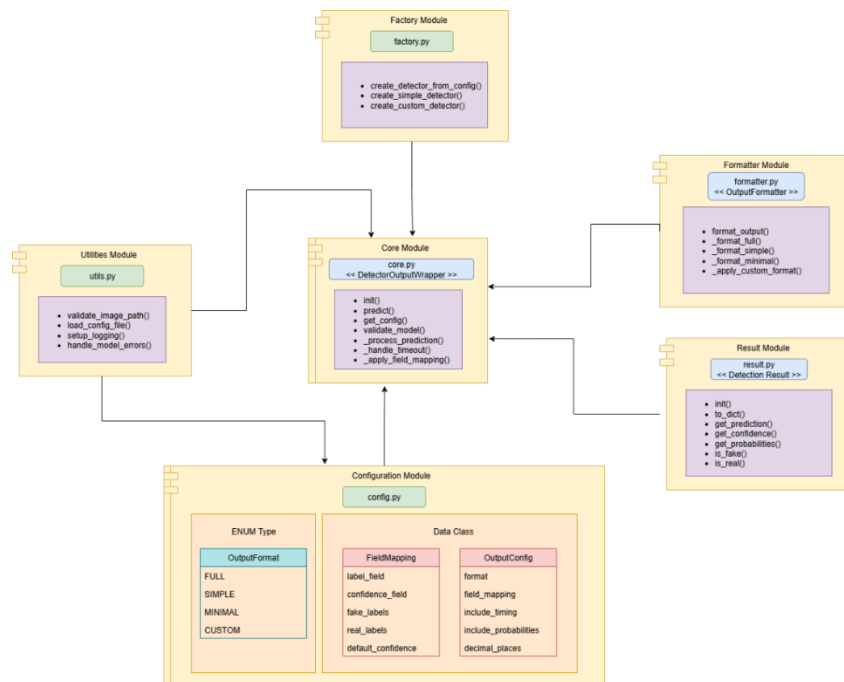 Factory Module
factory.py
create_detector_from_config()
create_simple_detector()
create_custom_detector()
Formatter Module
formatter.py
<< OutputFormatter >>
format_output()
_format_full()
_format_simple()
_format_minimal()
_apply_custom_format()
Utilities Module
utils.py
validate_image_path()
load_config_file()
setup_logging()
handle_model_errors()
Core Module
core.py
<< DetectorOutputWrapper >>
init()
predict()
get_config()
validate_model()
_process_prediction()
_handle_timeout()
_apply_field_mapping()
Result Module
result.py
<< Detection Result >>
init()
to_dict()
get_prediction()
get_confidence()
get_probabilities()
is_fake()
is_real()
Configuration Module
config.py
ENUM Type
OutputFormat
FULL
SIMPLE
MINIMAL
CUSTOM
Data Class
FieldMapping
label_field
confidence_field
fake_labels
real_labels
default_confidence
OutputConfig
format
field_mapping
include_timing
include_probabilities
decimal_places